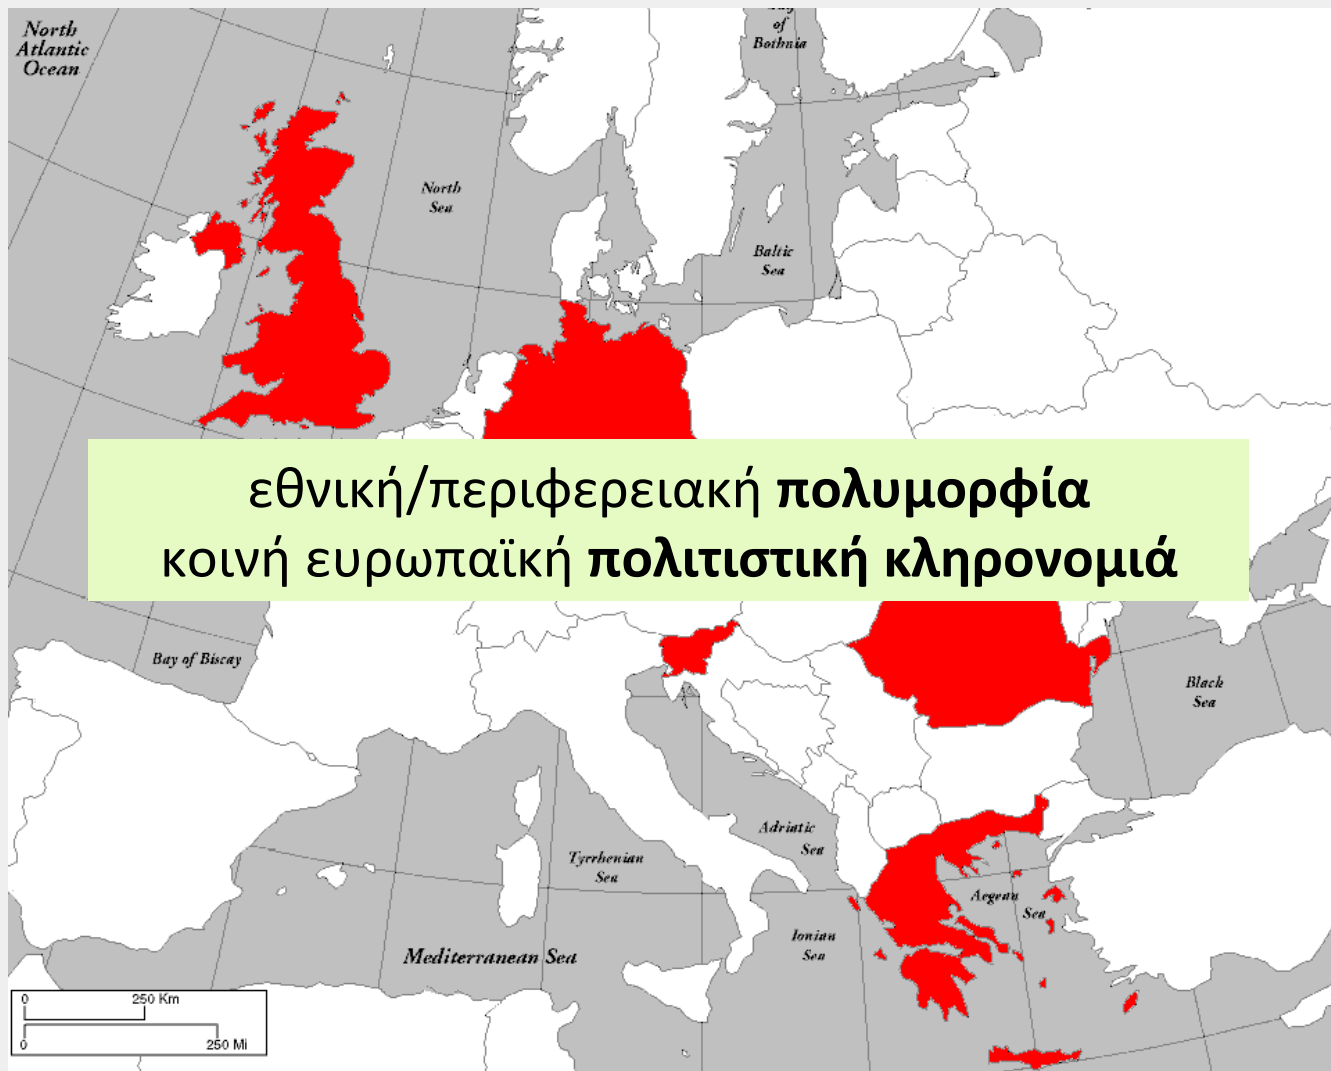 North
Atlantic
Ocean
of
Bothnia
North
Sea
Baltic
Sea
εθνική/περιφερειακή πολυμορφία
κοινή ευρωπαϊκή πολιτιστική κληρονομιά
Bay of Biscay
Black
Sea
Adriatic
Sea
Tyrrhenian
Sea
Aegean
Sea
Ionian
Sea
Mediterranean Sea
0 250 Km
0 250 Mi